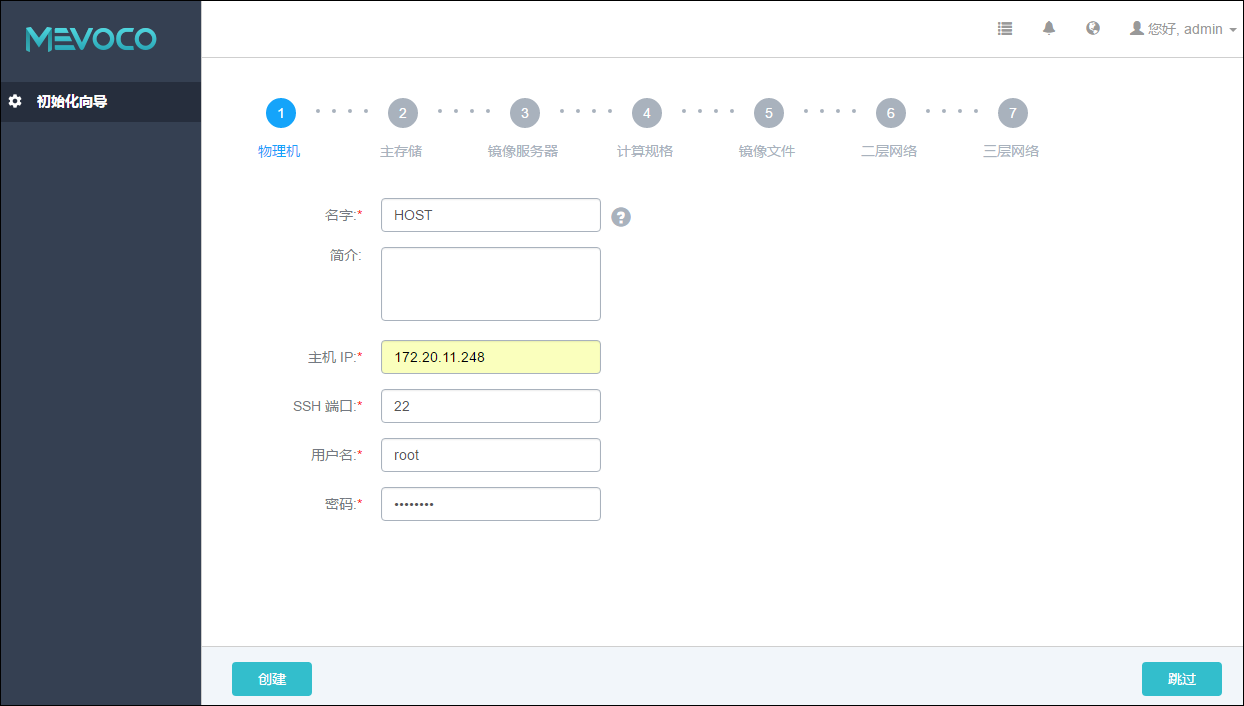 MEVOCO
您好, admin
初始化向导
1 2 3 4 5 6 7
物理机 主存储 镜像服务器 计算规格 镜像文件 二层网络 三层网络
名字:* HOST ?
简介:
主机 IP:* 172.20.11.248
SSH 端口:* 22
用户名:* root
密码:* ••••••••
创建 跳过